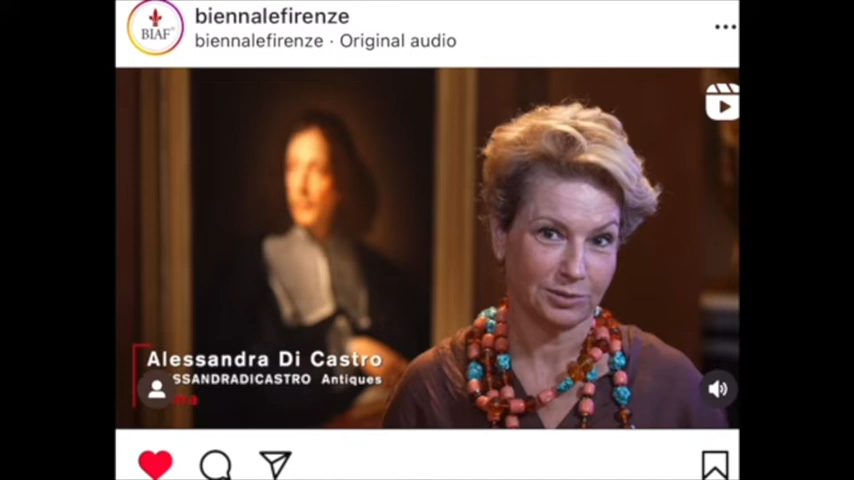 BIAF
biennalefirenze
biennalefirenze · Original audio
Alessandra Di Castro
SSANDRADICASTRO Antiques